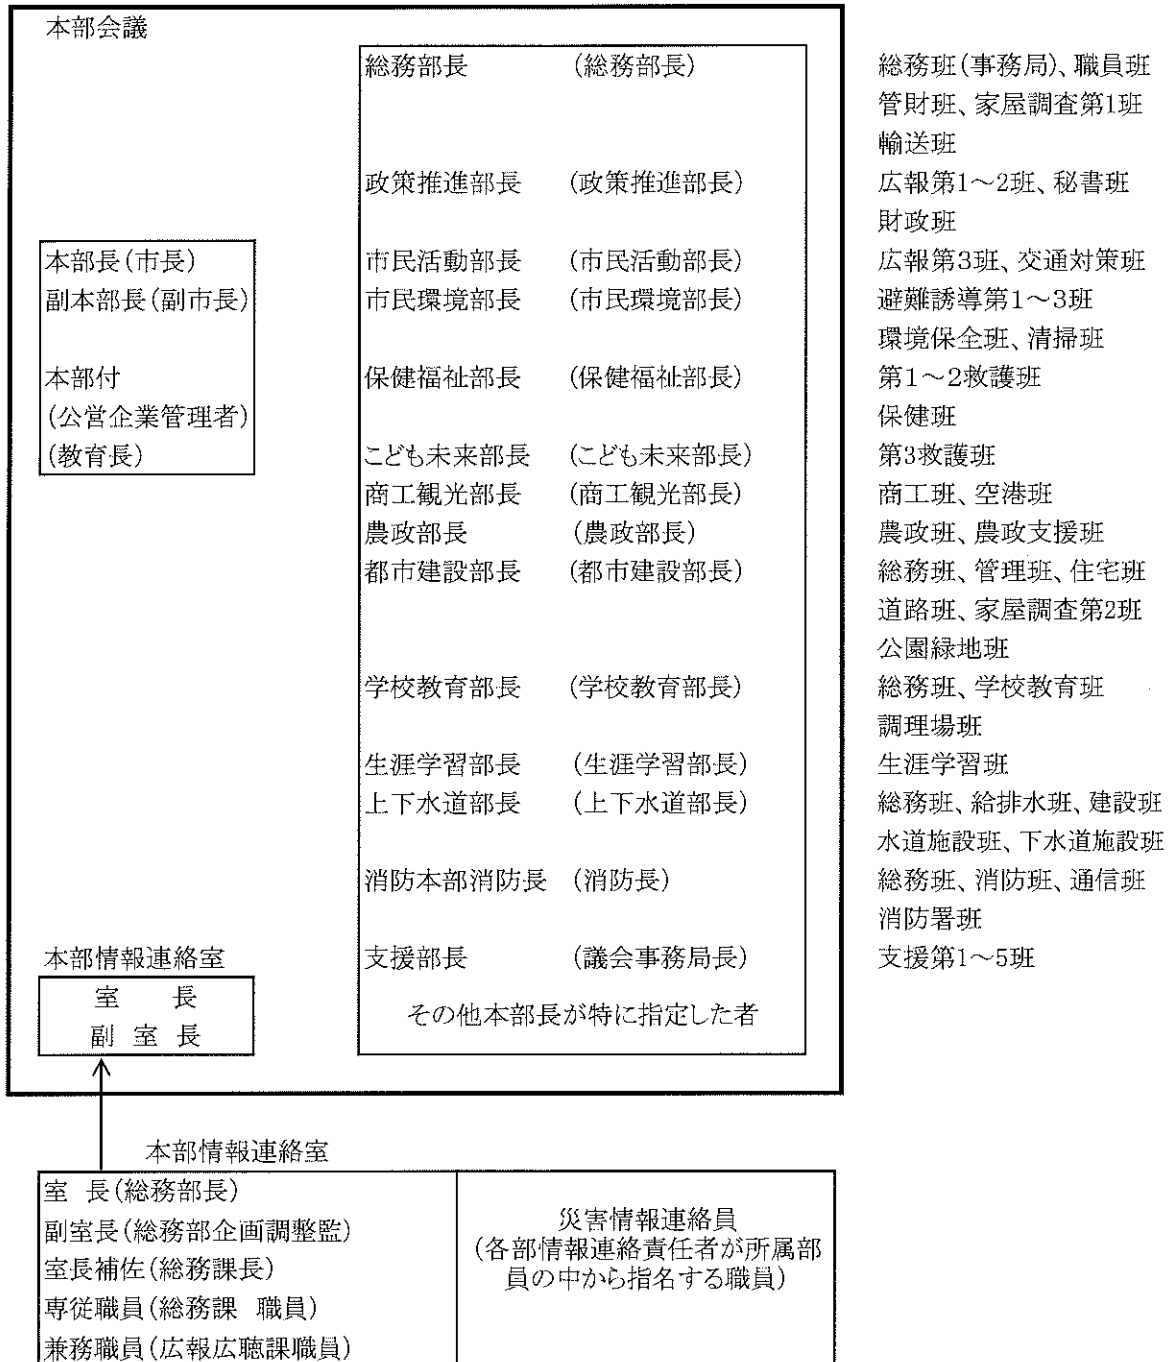 本部会議
総務部長 (総務部長) 総務班(事務局)、職員班
管財班、家屋調査第1班
輸送班
政策推進部長 (政策推進部長) 広報第1～2班、秘書班
財政班
本部長(市長) 市民活動部長 (市民活動部長) 広報第3班、交通対策班
副本部長(副市長) 市民環境部長 (市民環境部長) 避難誘導第1～3班
環境保全班、清掃班
本部付 保健福祉部長 (保健福祉部長) 第1～2救護班
(公営企業管理者) 保健班
(教育長) こども未来部長 (こども未来部長) 第3救護班
商工観光部長 (商工観光部長) 商工班、空港班
農政部長 (農政部長) 農政班、農政支援班
都市建設部長 (都市建設部長) 総務班、管理班、住宅班
道路班、家屋調査第2班
公園緑地班
学校教育部長 (学校教育部長) 総務班、学校教育班
調理場班
生涯学習部長 (生涯学習部長) 生涯学習班
上下水道部長 (上下水道部長) 総務班、給排水班、建設班
水道施設班、下水道施設班
消防本部消防長 (消防長) 総務班、消防班、通信班
消防署班
本部情報連絡室 支援部長 (議会事務局長) 支援第1～5班
室 長
その他本部長が特に指定した者
副 室 長
本部情報連絡室
室 長(総務部長)
副室長(総務部企画調整監)
室長補佐(総務課長)
専従職員(総務課 職員)
兼務職員(広報広聴課職員)
災害情報連絡員
(各部情報連絡責任者が所属部
員の中から指名する職員)